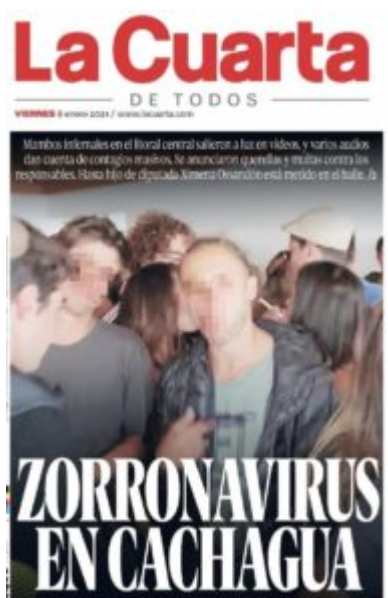 La Cuarta
DE TODOS
VIERNES 8 enero 2021 / www.lacuarta.com
Mambos infernales en el litoral central salieron a luz en videos, y varios audios
dan cuenta de contagios masivos. Se anunciaron querellas y multas contra los
responsables. Hasta hijo de diputada Ximena Ossandón está metido en el baile.
ZORRONAVIRUS
EN CACHAGUA